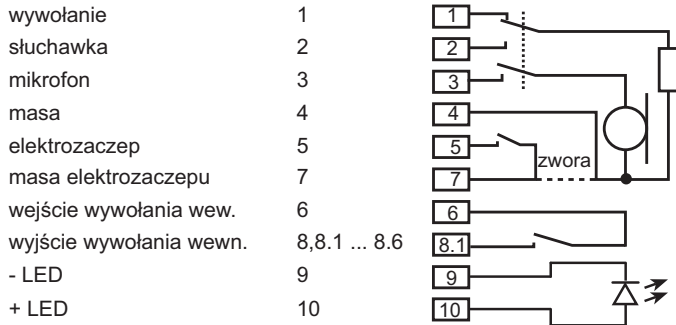 wywołanie 1 1
słuchawka 2 2
mikrofon 3 3
masa 4 4
elektrozaczep 5 5
zwora
masa elektrozaczepu 7 7
wejście wywołania wew. 6 6
wyjście wywołania wewn. 8,8.1 ... 8.6 8.1
- LED 9 9
+ LED 10 10